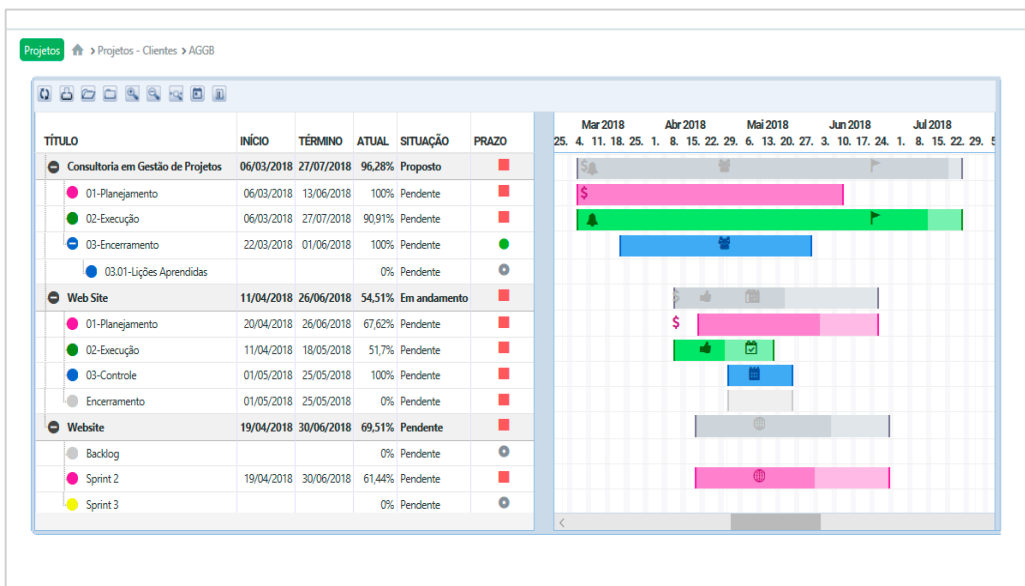 Projetos > Projetos - Clientes > AGGB
Mar 2018 Abr 2018 Mai 2018 Jun 2018 Jul 2018
TÍTULO INÍCIO TÉRMINO ATUAL SITUAÇÃO PRAZO 25. 4. 11. 18. 25. 1. 8. 15. 22. 29. 6. 13. 20. 27. 3. 10. 17. 24. 1. 8. 15. 22. 29. 5
Consultoria em Gestão de Projetos 06/03/2018 27/07/2018 96,28% Proposto $
01-Planejamento 06/03/2018 13/06/2018 100% Pendente $
02-Execução 06/03/2018 27/07/2018 90,91% Pendente
03-Encerramento 22/03/2018 01/06/2018 100% Pendente
03.01-Lições Aprendidas 0% Pendente
Web Site 11/04/2018 26/06/2018 54,51% Em andamento $
01-Planejamento 20/04/2018 26/06/2018 67,62% Pendente $
02-Execução 11/04/2018 18/05/2018 51,7% Pendente
03-Controle 01/05/2018 25/05/2018 100% Pendente
Encerramento 01/05/2018 25/05/2018 0% Pendente
Website 19/04/2018 30/06/2018 69,51% Pendente
Backlog 0% Pendente
Sprint 2 19/04/2018 30/06/2018 61,44% Pendente
Sprint 3 0% Pendente